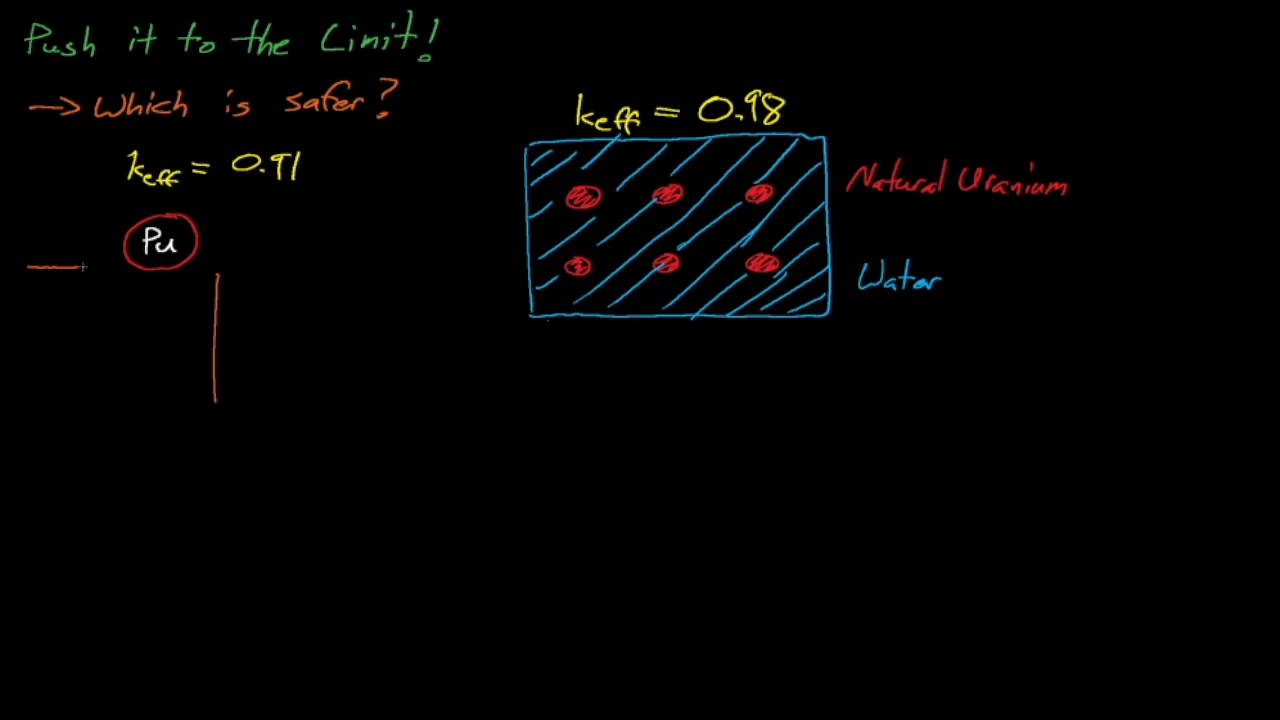 Push it to the Limit!
→ Which is safer?
keff = 0.91
Pu
keff = 0.98
Natural Uranium
Water